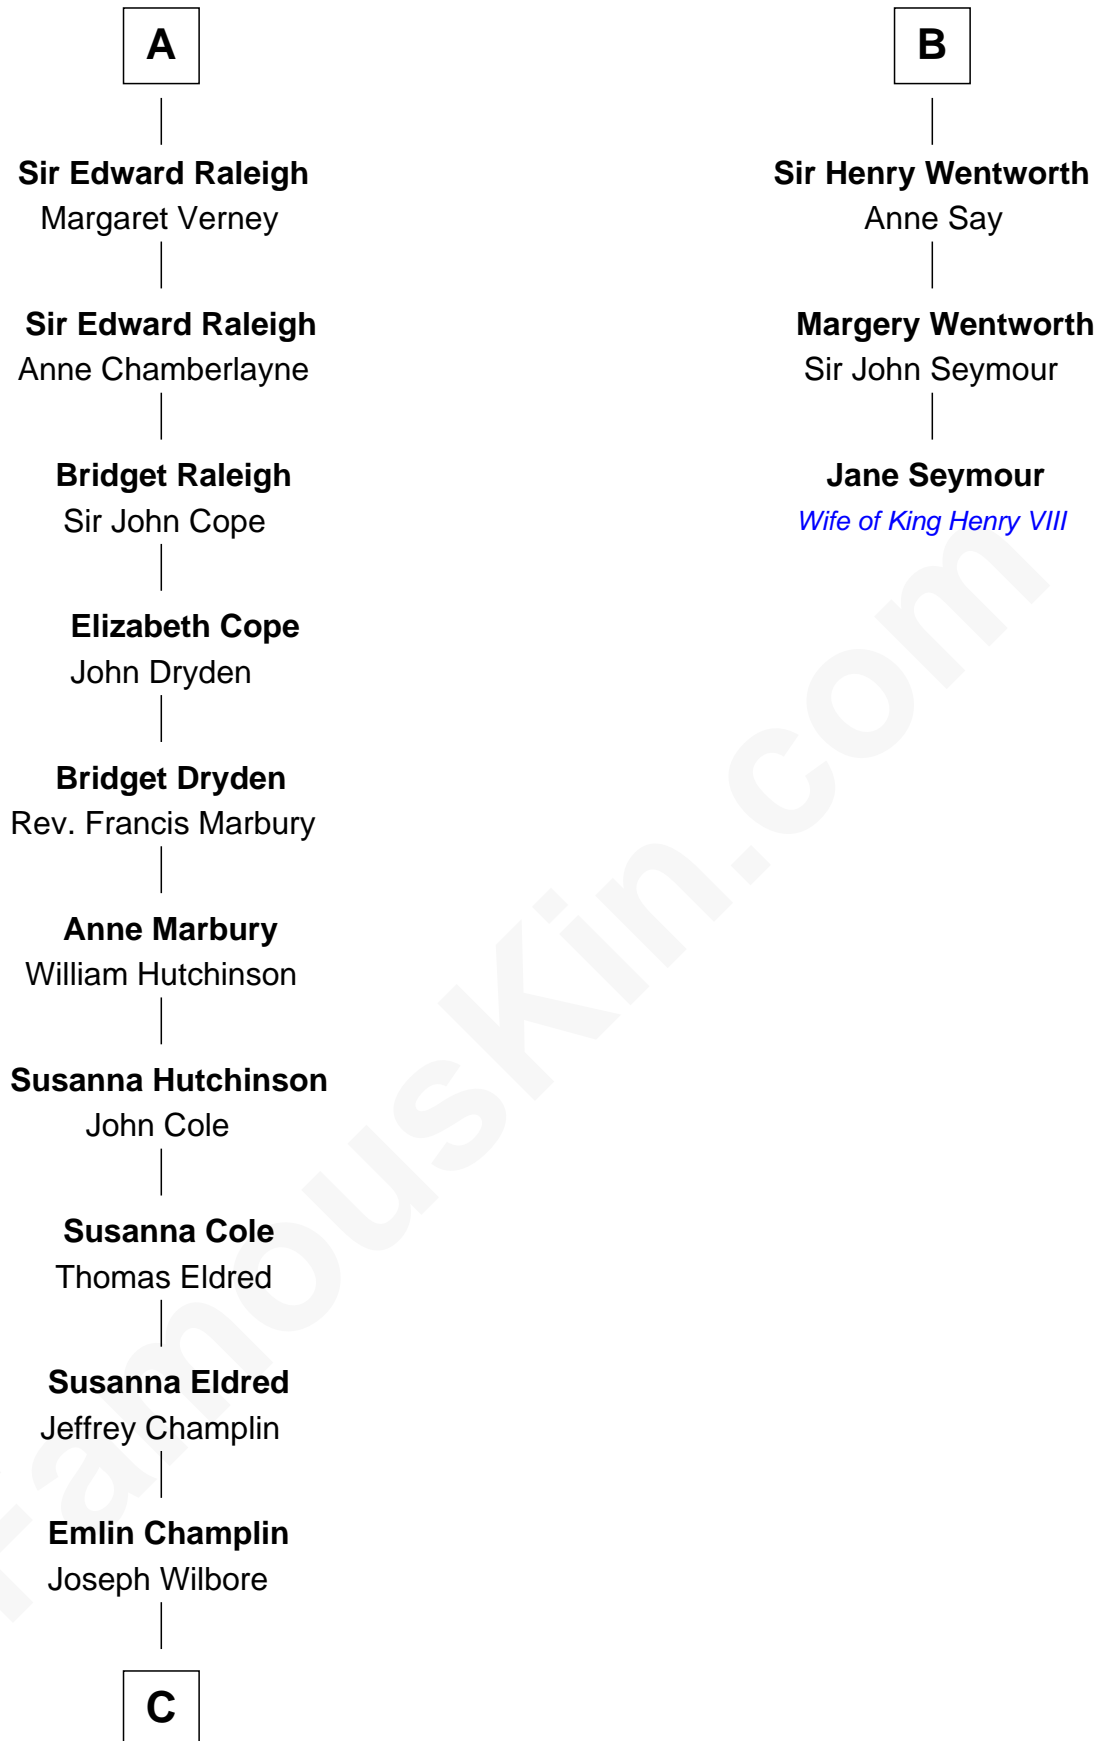 A
Sir Edward Raleigh
Margaret Verney
Sir Edward Raleigh
Anne Chamberlayne
Bridget Raleigh
Sir John Cope
Elizabeth Cope
John Dryden
Bridget Dryden
Rev. Francis Marbury
Anne Marbury
William Hutchinson
Susanna Hutchinson
John Cole
Susanna Cole
Thomas Eldred
Susanna Eldred
Jeffrey Champlin
Emlin Champlin
Joseph Wilbore
C
B
Sir Henry Wentworth
Anne Say
Margery Wentworth
Sir John Seymour
Jane Seymour
Wife of King Henry VIII
FamousKin.com